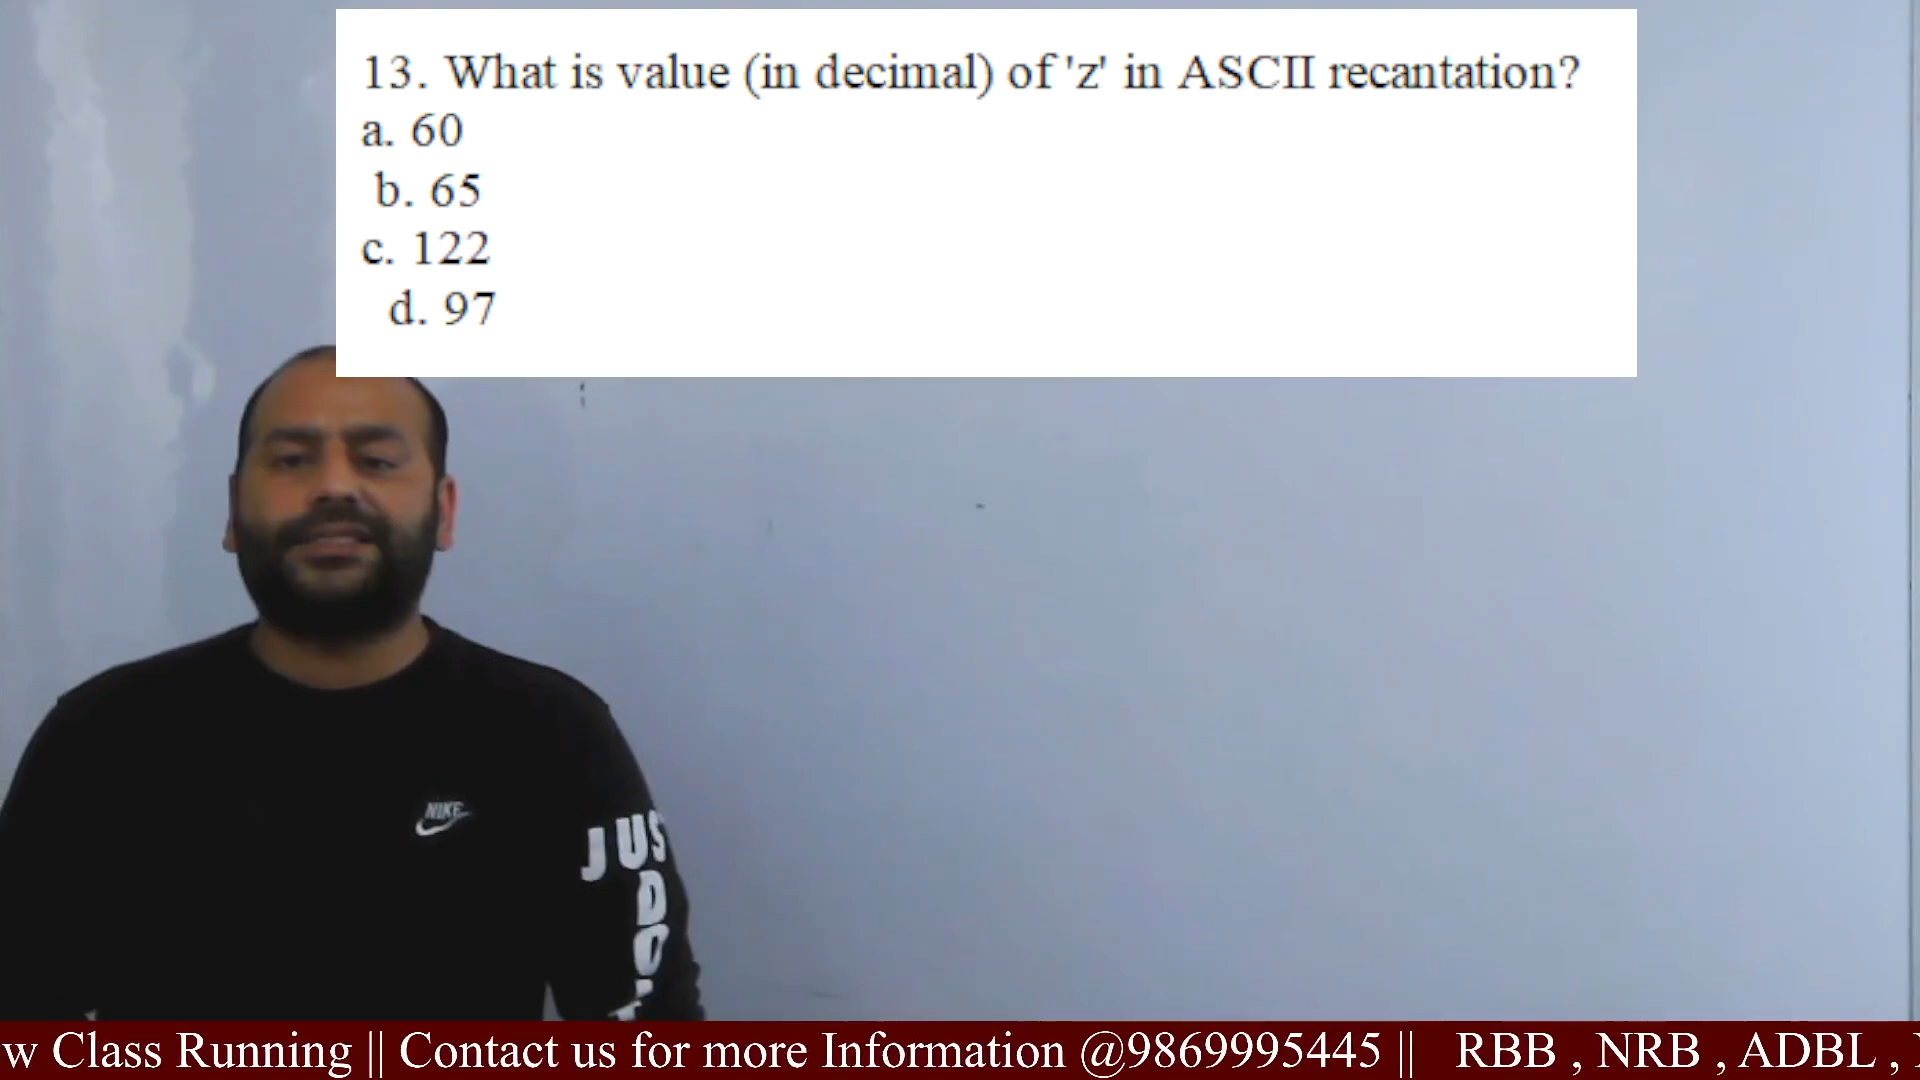 13. What is value (in decimal) of 'z' in ASCII recantation?
a. 60
b. 65
c. 122
d. 97
NIKE
JUS
DO
w Class Running || Contact us for more Information @9869995445 || RBB , NRB , ADBL ,